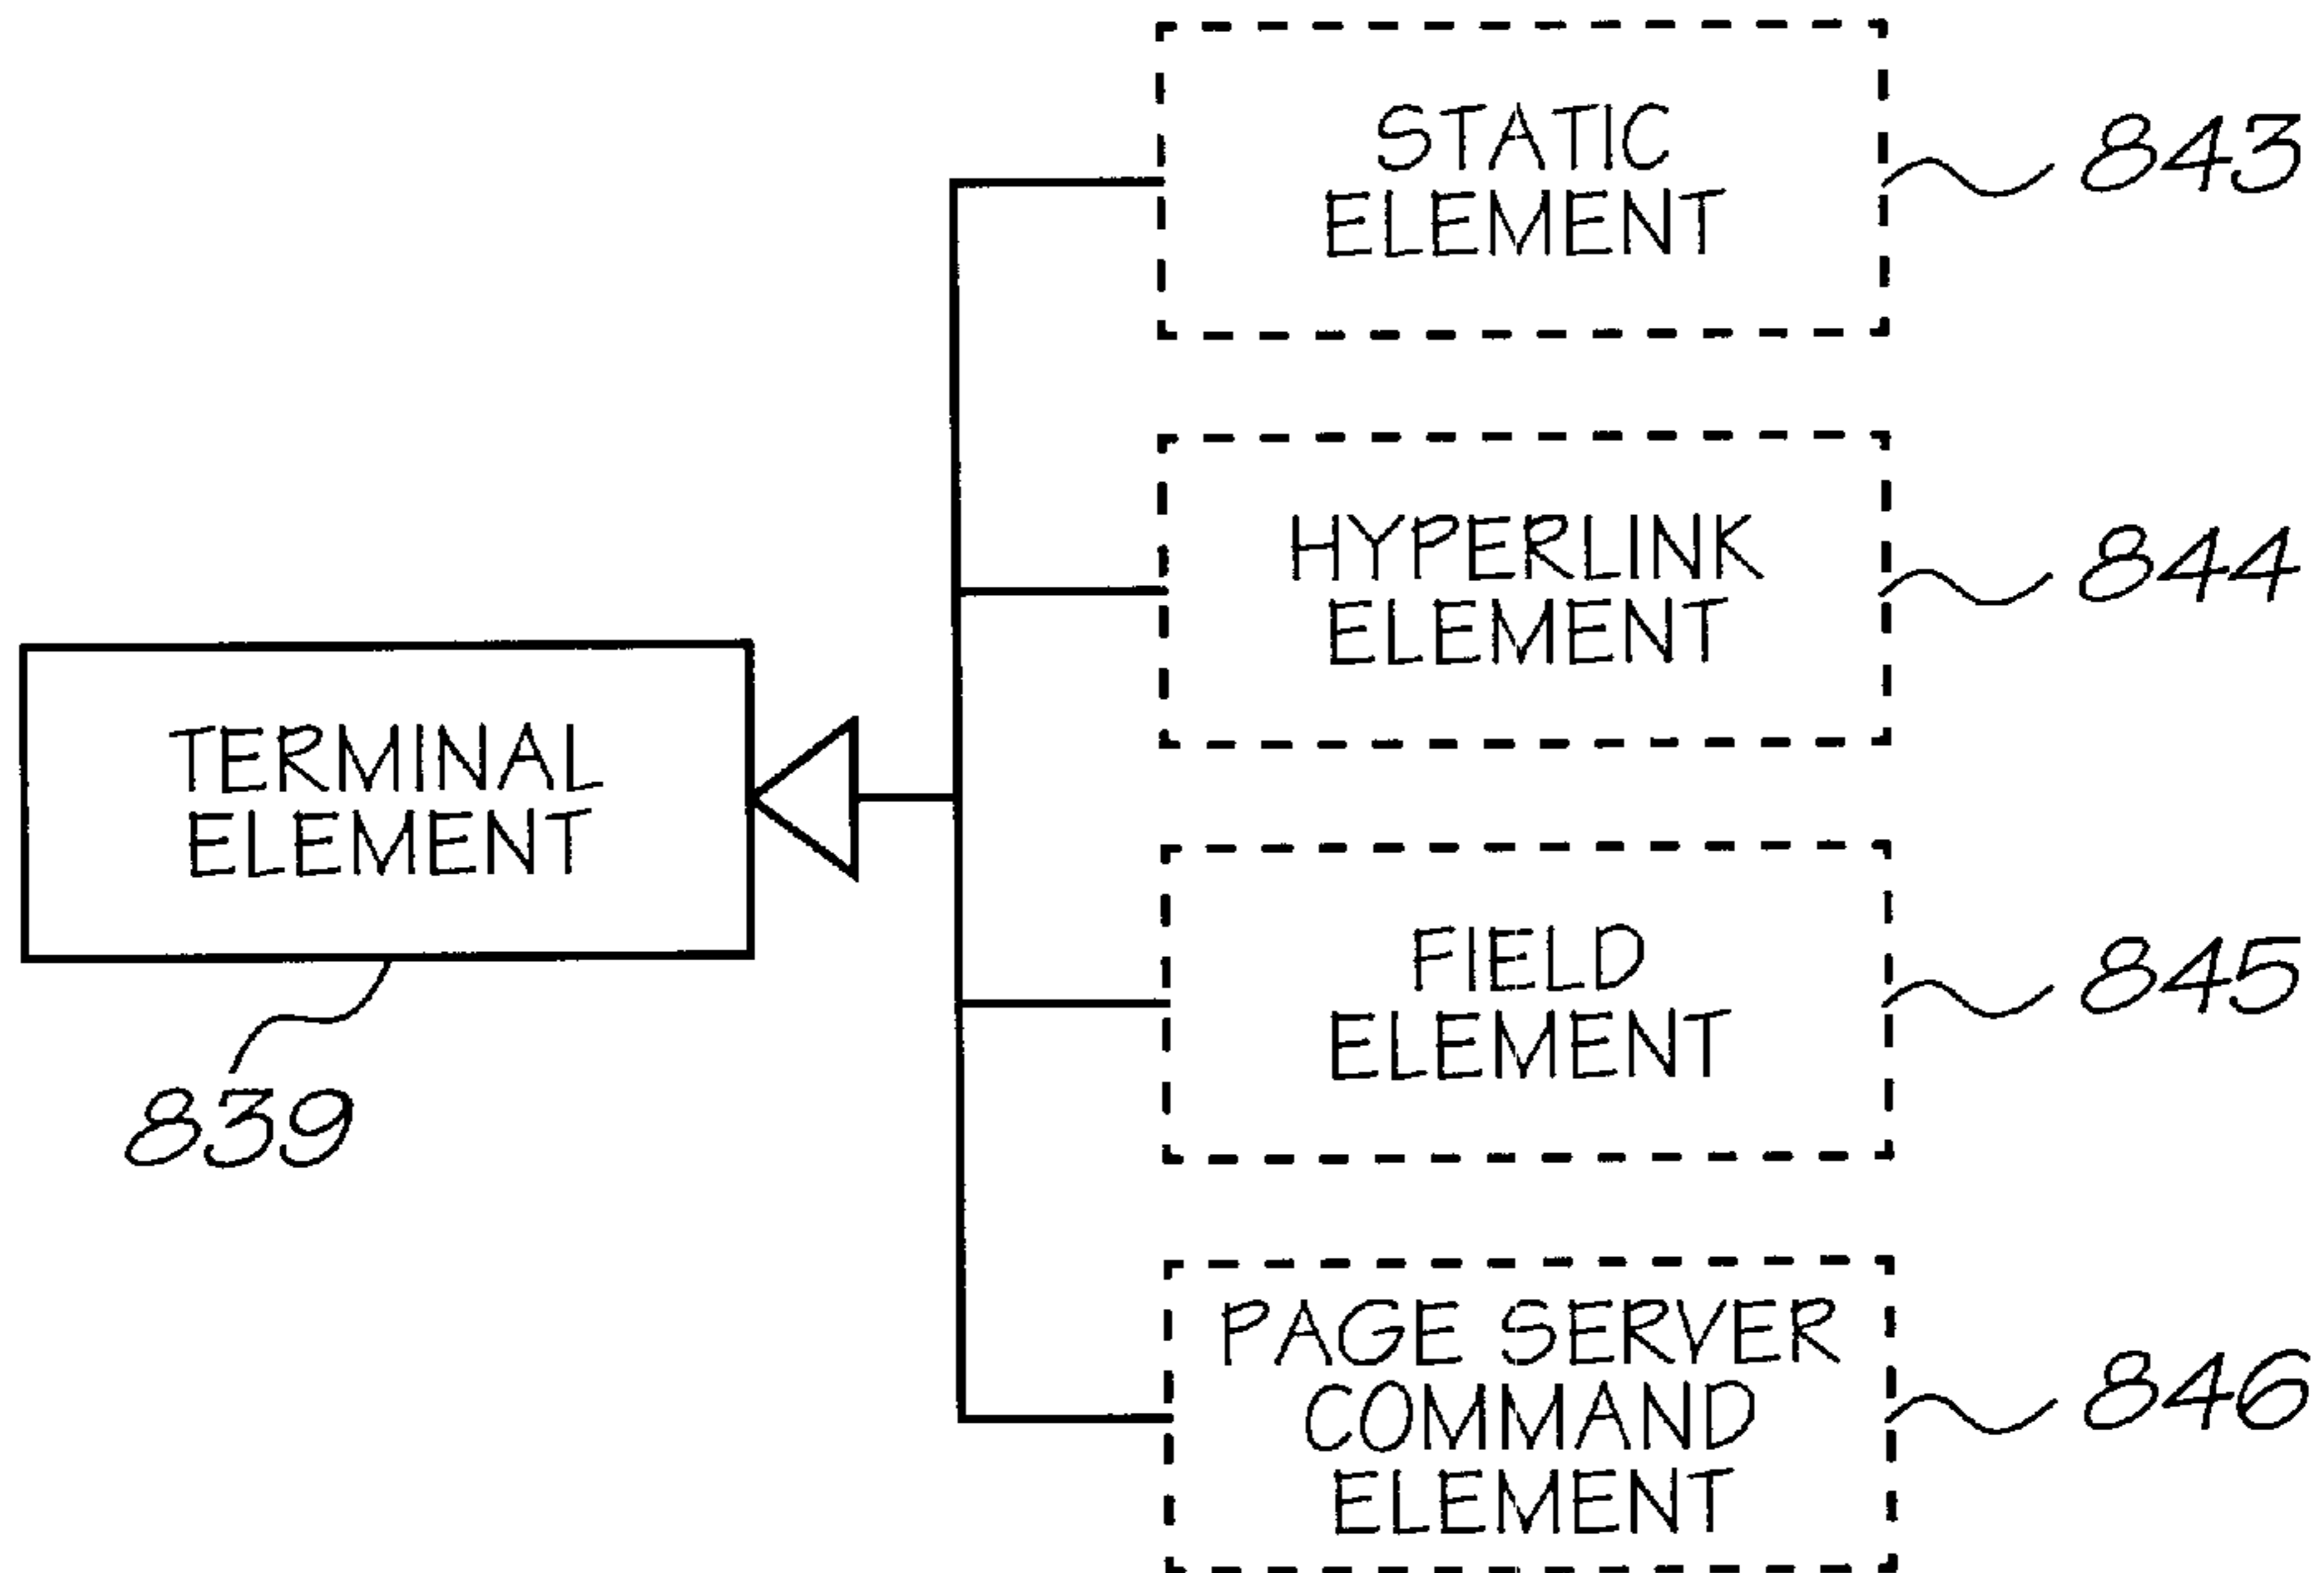 STATIC
ELEMENT
843
HYPERLINK
ELEMENT
844
TERMINAL
ELEMENT
839
FIELD
ELEMENT
845
PAGE SERVER
COMMAND
ELEMENT
846